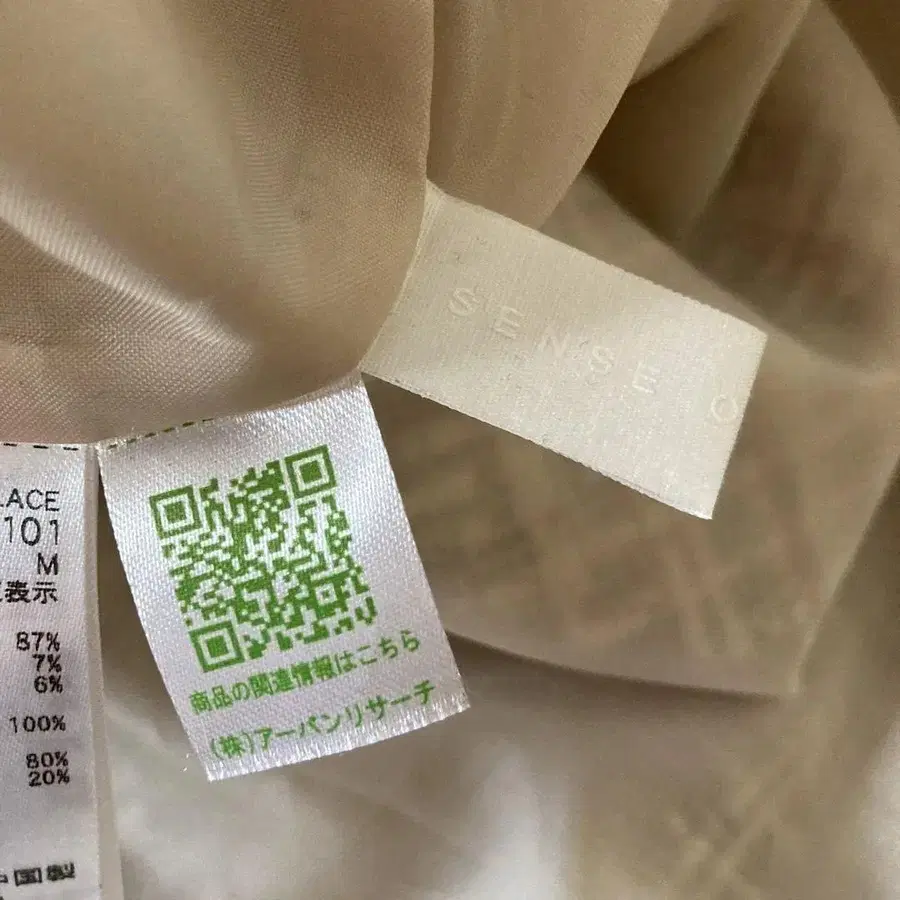 SENSE O
LACE
101
M
表示
87%
7%
6%
100%
80%
20%
中国製
商品の関連情報はこちら
(株)アーバンリサーチ